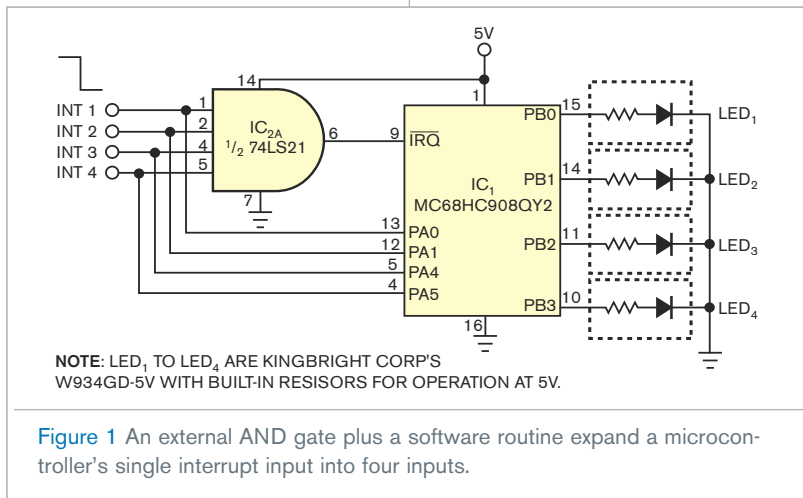 5V
14
1
INT 1
INT 2
INT 3
INT 4
1
2
4
5
IC2A
1/2 74LS21
6
7
9
IRQ
IC1
MC68HC908QY2
13
PA0
12
PA1
5
PA4
4
PA5
16
PB0
15
LED1
PB1
14
LED2
PB2
11
LED3
PB3
10
LED4
NOTE: LED1 TO LED4 ARE KINGBRIGHT CORP'S
W934GD-5V WITH BUILT-IN RESISORS FOR OPERATION AT 5V.
Figure 1 An external AND gate plus a software routine expand a microcon-
troller's single interrupt input into four inputs.